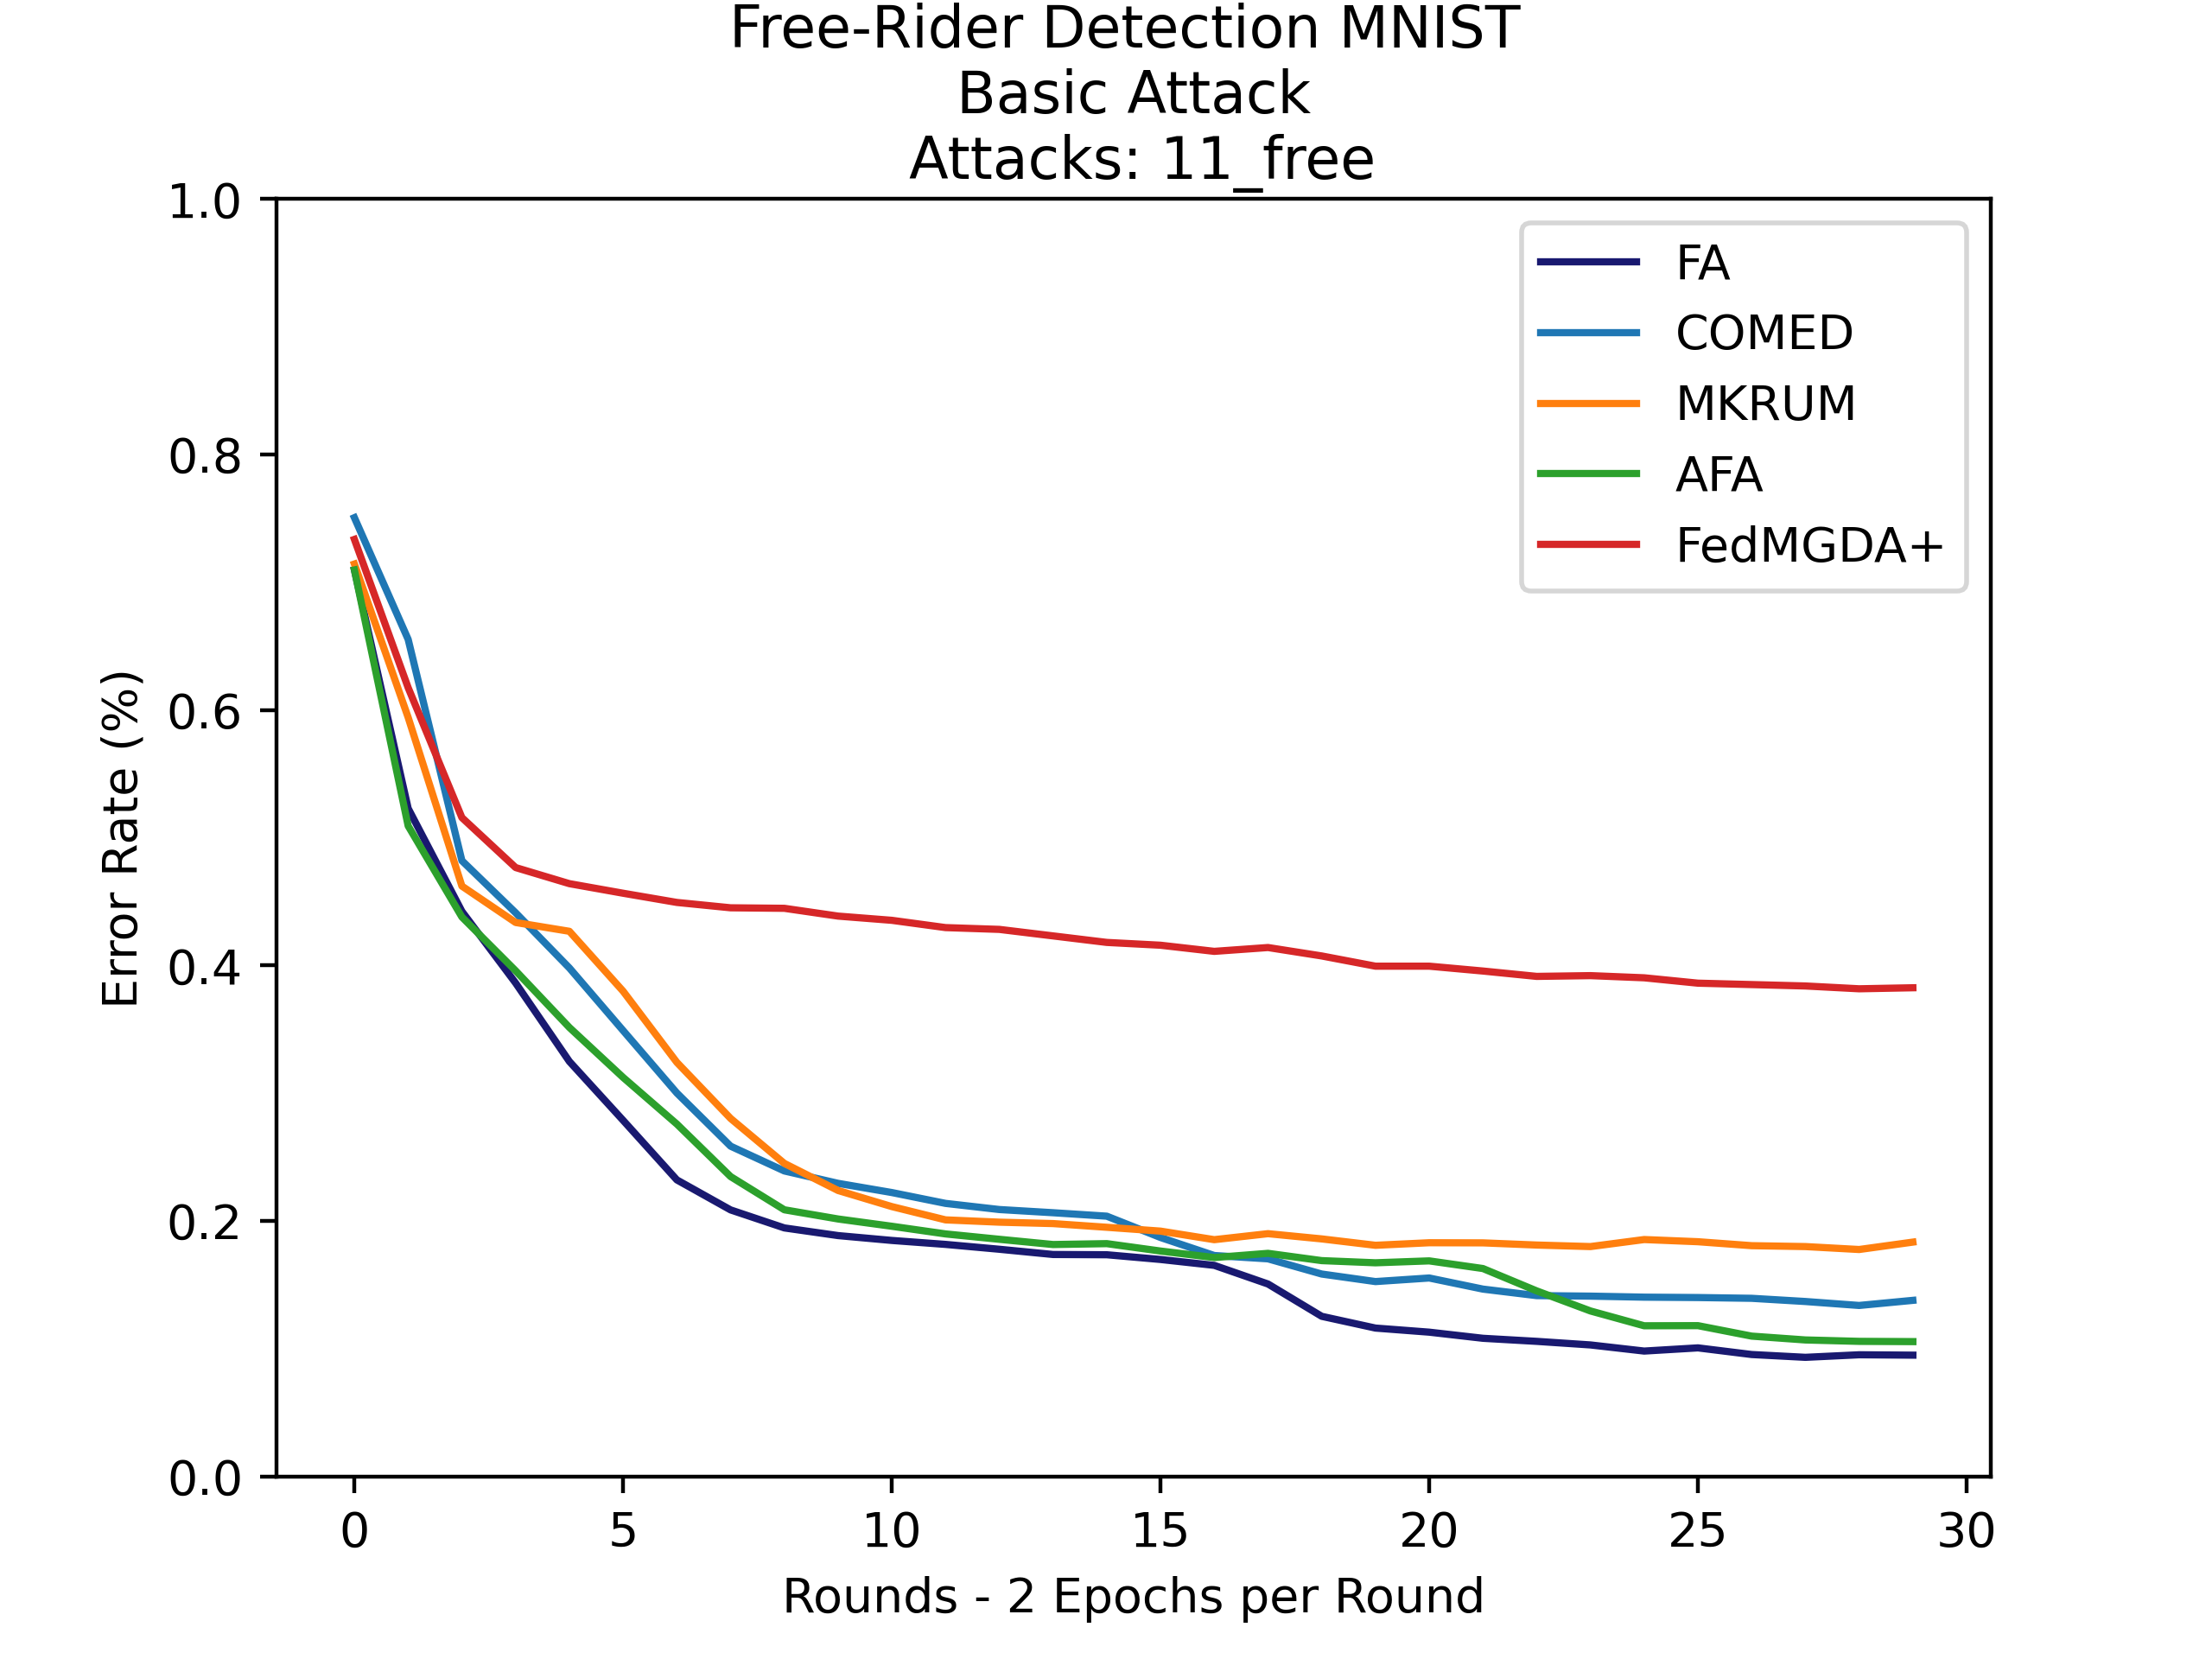 Free-Rider Detection MNIST
Basic Attack
Attacks: 11_free
1.0
0.8
0.6
0.4
0.2
0.0
Error Rate (%)
FA
COMED
MKRUM
AFA
FedMGDA+
0 5 10 15 20 25 30
Rounds - 2 Epochs per Round